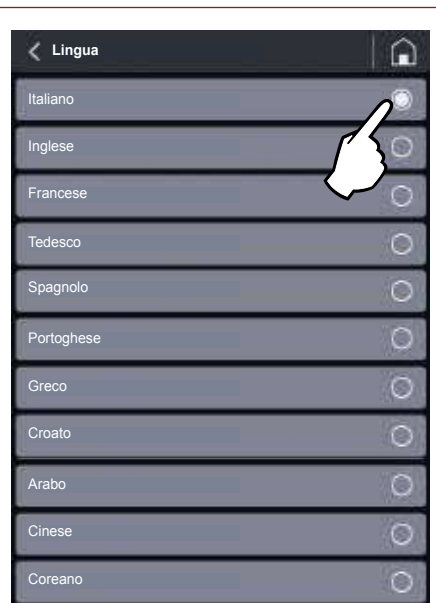 Lingua
Italiano
Inglese
Francese
Tedesco
Spagnolo
Portoghese
Greco
Croato
Arabo
Cinese
Coreano